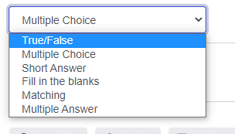 Multiple Choice
True/False
Multiple Choice
Short Answer
Fill in the blanks
Matching
Multiple Answer